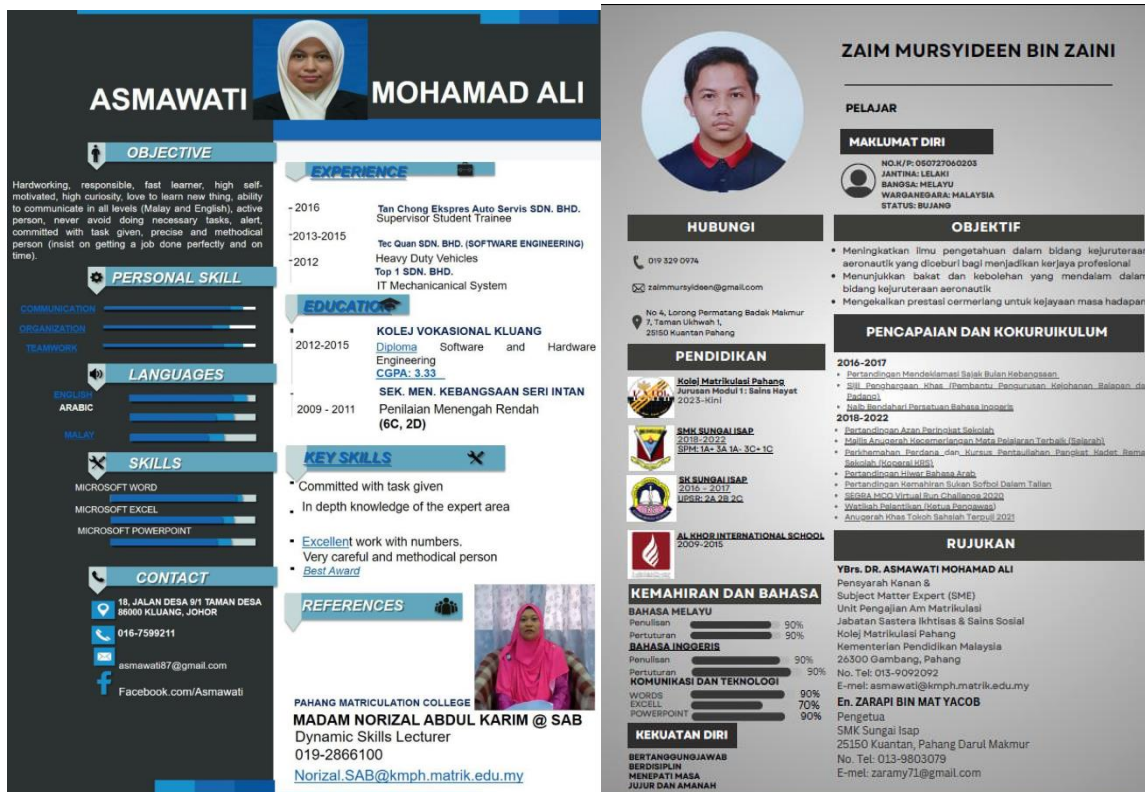 ASMAWATI MOHAMAD ALI
OBJECTIVE
Hardworking, responsible, fast learner, high self-
motivated, high curiosity, love to learn new thing, ability
to communicate in all levels (Malay and English), active
person, never avoid doing necessary tasks, alert,
committed with task given, precise and methodical
person (insist on getting a job done perfectly and on
time).
PERSONAL SKILL
COMMUNICATION
ORGANIZATION
TEAMWORK
LANGUAGES
ENGLISH
ARABIC
MALAY
SKILLS
MICROSOFT WORD
MICROSOFT EXCEL
MICROSOFT POWERPOINT
CONTACT
18, JALAN DESA 9/1 TAMAN DESA
86000 KLUANG, JOHOR
016-7599211
asmawati87@gmail.com
Facebook.com/Asmawati
EXPERIENCE
2016
Tan Chong Ekspres Auto Servis SDN. BHD.
Supervisor Student Trainee
2013-2015
Tec Quan SDN. BHD. (SOFTWARE ENGINEERING)
2012
Heavy Duty Vehicles
Top 1 SDN. BHD.
IT Mechanicanical System
EDUCATION
KOLEJ VOKASIONAL KLUANG
2012-2015
Diploma Software and Hardware
Engineering
CGPA: 3.33
SEK. MEN. KEBANGSAAN SERI INTAN
2009 - 2011
Penilaian Menengah Rendah
(6C, 2D)
KEY SKILLS
Committed with task given
In depth knowledge of the expert area
Excellent work with numbers.
Very careful and methodical person
Best Award
REFERENCES
PAHANG MATRICULATION COLLEGE
MADAM NORIZAL ABDUL KARIM @ SAB
Dynamic Skills Lecturer
019-2866100
Norizal.SAB@kmph.matrik.edu.my
ZAIM MURSYIDEEN BIN ZAINI
PELAJAR
MAKLUMAT DIRI
NO.K/P: 050727060203
JANTINA: LELAKI
BANGSA: MELAYU
WARGANEGARA: MALAYSIA
STATUS: BUJANG
HUBUNGI
019 329 0974
zaimmursyideen@gmail.com
No 4, Lorong Permatang Badak Makmur
7, Taman Ukhwah 1,
25150 Kuantan Pahang
PENDIDIKAN
Kolej Matrikulasi Pahang
Jurusan Modul 1 : Sains Hayat
2023-Kini
SMK SUNGAI ISAP
2018-2022
SPM: 1A+ 3A 1A- 3C+ 1C
SK SUNGAI ISAP
2016 - 2017
UPSR: 2A 2B 2C
AL KHOR INTERNATIONAL SCHOOL
2009-2015
KEMAHIRAN DAN BAHASA
BAHASA MELAYU
Penulisan 90%
Pertuturan 90%
BAHASA INGGERIS
Penulisan 90%
Pertuturan 90%
KOMUNIKASI DAN TEKNOLOGI
WORDS 90%
EXCELL 70%
POWERPOINT 90%
KEKUATAN DIRI
BERTANGGUNGJAWAB
BERDISIPLIN
MENEPATI MASA
JUJUR DAN AMANAH
OBJEKTIF
Meningkatkan ilmu pengetahuan dalam bidang kejuruteraan
aeronautik yang diceburi bagi menjadikan kerjaya profesional
Menunjukkan bakat dan kebolehan yang mendalam dalam
bidang kejuruteraan aeronautik
Mengekalkan prestasi cermerlang untuk kejayaan masa hadapan
PENCAPAIAN DAN KOKURUIKULUM
2016-2017
Pertandingan Mendeklamasi Sajak Bulan Kebangsaan
Sijil Penghargaan Khas (Pembantu Pengurusan Kejohanan Balapan da
Padang)
Naib Bendahari Persatuan Bahasa Inggeris
2018-2022
Pertandingan Azan Peringkat Sekolah
Majlis Anugerah Kecemerlangan Mata Pelajaran Terbaik (Sejarah)
Perkhemahan Perdana dan Kursus Pentauliahan Pangkat Kadet Rema
Sekolah (Koperal KRS)
Pertandingan Hiwar Bahasa Arab
Pertandingan Kemahiran Sukan Sofbol Dalam Talian
SEGRA MCO Virtual Run Challange 2020
Watikah Pelantikan (Ketua Pengawas)
Anugerah Khas Tokoh Sahsiah Terpuji 2021
RUJUKAN
YBrs. DR. ASMAWATI MOHAMAD ALI
Pensyarah Kanan &
Subject Matter Expert (SME)
Unit Pengajian Am Matrikulasi
Jabatan Sastera Ikhtisas & Sains Sosial
Kolej Matrikulasi Pahang
Kementerian Pendidikan Malaysia
26300 Gambang, Pahang
No. Tel: 013-9092092
E-mel: asmawati@kmph.matrik.edu.my
En. ZARAPI BIN MAT YACOB
Pengetua
SMK Sungai Isap
25150 Kuantan, Pahang Darul Makmur
No. Tel: 013-9803079
E-mel: zaramy71@gmail.com